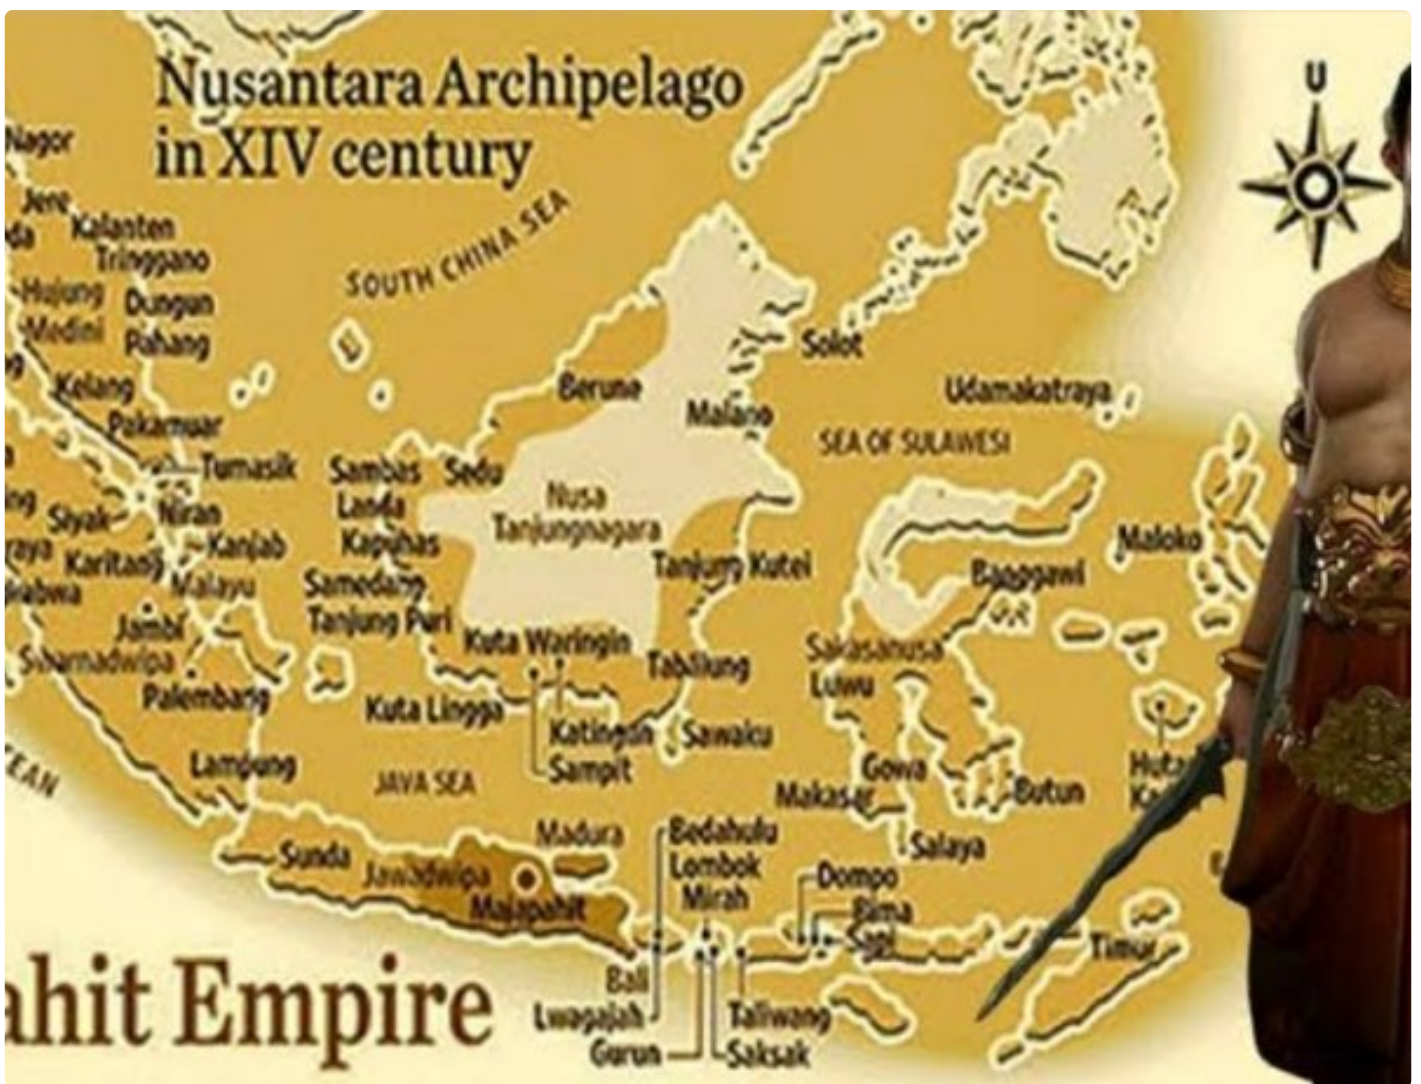 Nusantara Archipelago
in XIV century
U
Nagor
Jere
Kalanten
Tringgano
Hujung
Medini
Dungun
Pahang
Kelang
Pakamuar
Tumasik
Siyak
Niran
Kanjab
Karitang
Malayu
Jambi
Swarnadwipa
Palembang
Lampung
SOUTH CHINA SEA
Berune
Malano
Solot
Udamakatraya
SEA OF SULAWESI
Sambas
Sedu
Landa
Kapuhas
Samedang
Tanjung Puri
Nusa
Tanjungnagara
Tanjung Kutei
Kuta Waringin
Tabalung
Kuta Lingga
Katingan
Sampit
Sawaku
Maloko
Banggawi
Sakasanusa
Luwu
Gowa
Makasar
Butun
Salaya
JAVA SEA
Sunda
Jawadwipa
Majapahit
Madura
Bedahulu
Lombok
Mirah
Dompo
Bima
Timur
Bali
Lwagajah
Gurun
Taliwang
Saksak
ahit Empire